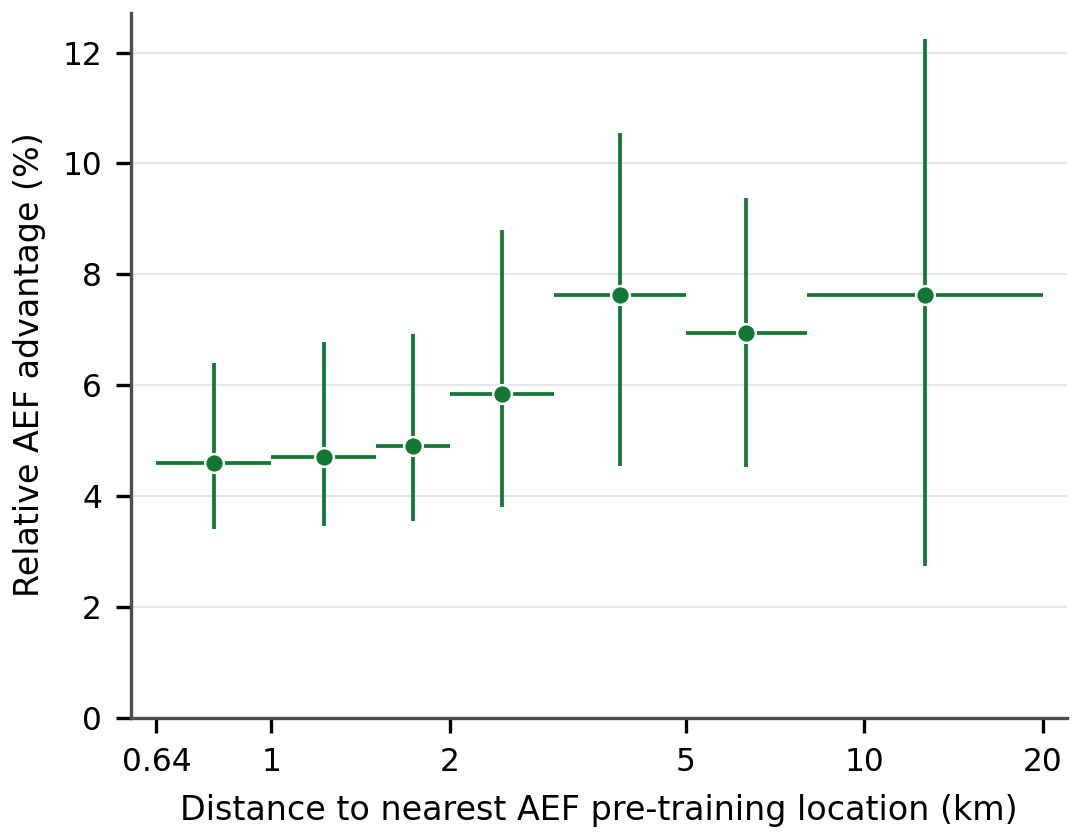 Relative AEF advantage (%)
12
10
8
6
4
2
0
0.64 1 2 5 10 20
Distance to nearest AEF pre-training location (km)